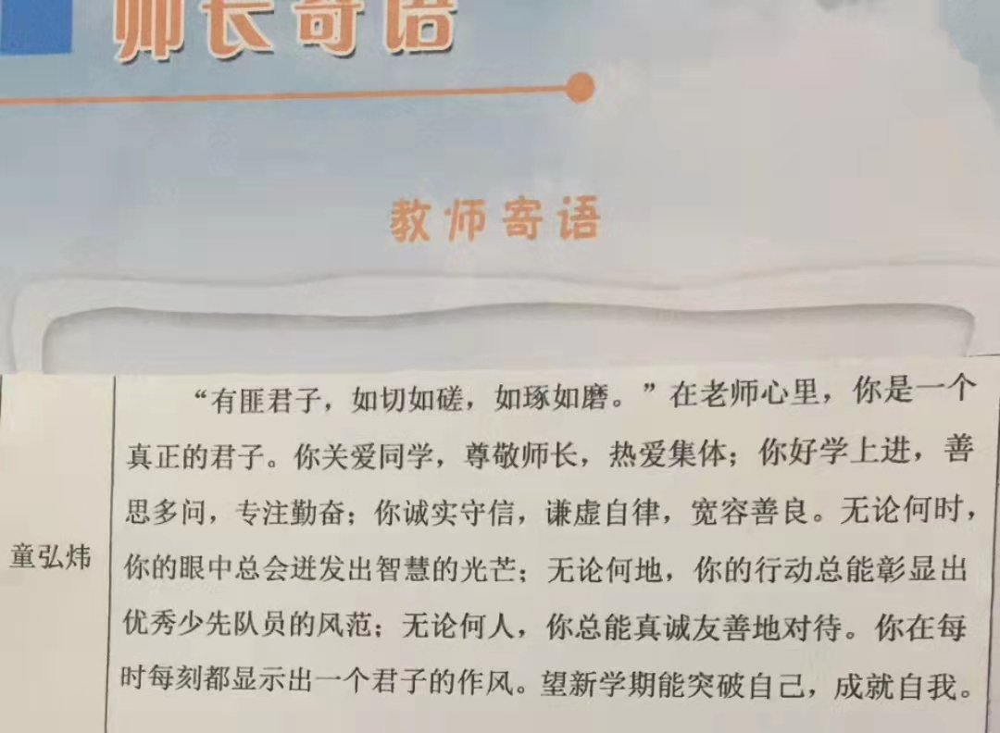 师长寄语
教师寄语
“有匪君子，如切如磋，如琢如磨。”在老师心里，你是一个
真正的君子。你关爱同学，尊敬师长，热爱集体；你好学上进，善
思多问，专注勤奋；你诚实守信，谦虚自律，宽容善良。无论何时，
童弘炜
你的眼中总会迸发出智慧的光芒；无论何地，你的行动总能彰显出
优秀少先队员的风范；无论何人，你总能真诚友善地对待。你在每
时每刻都显示出一个君子的作风。望新学期能突破自己，成就自我。